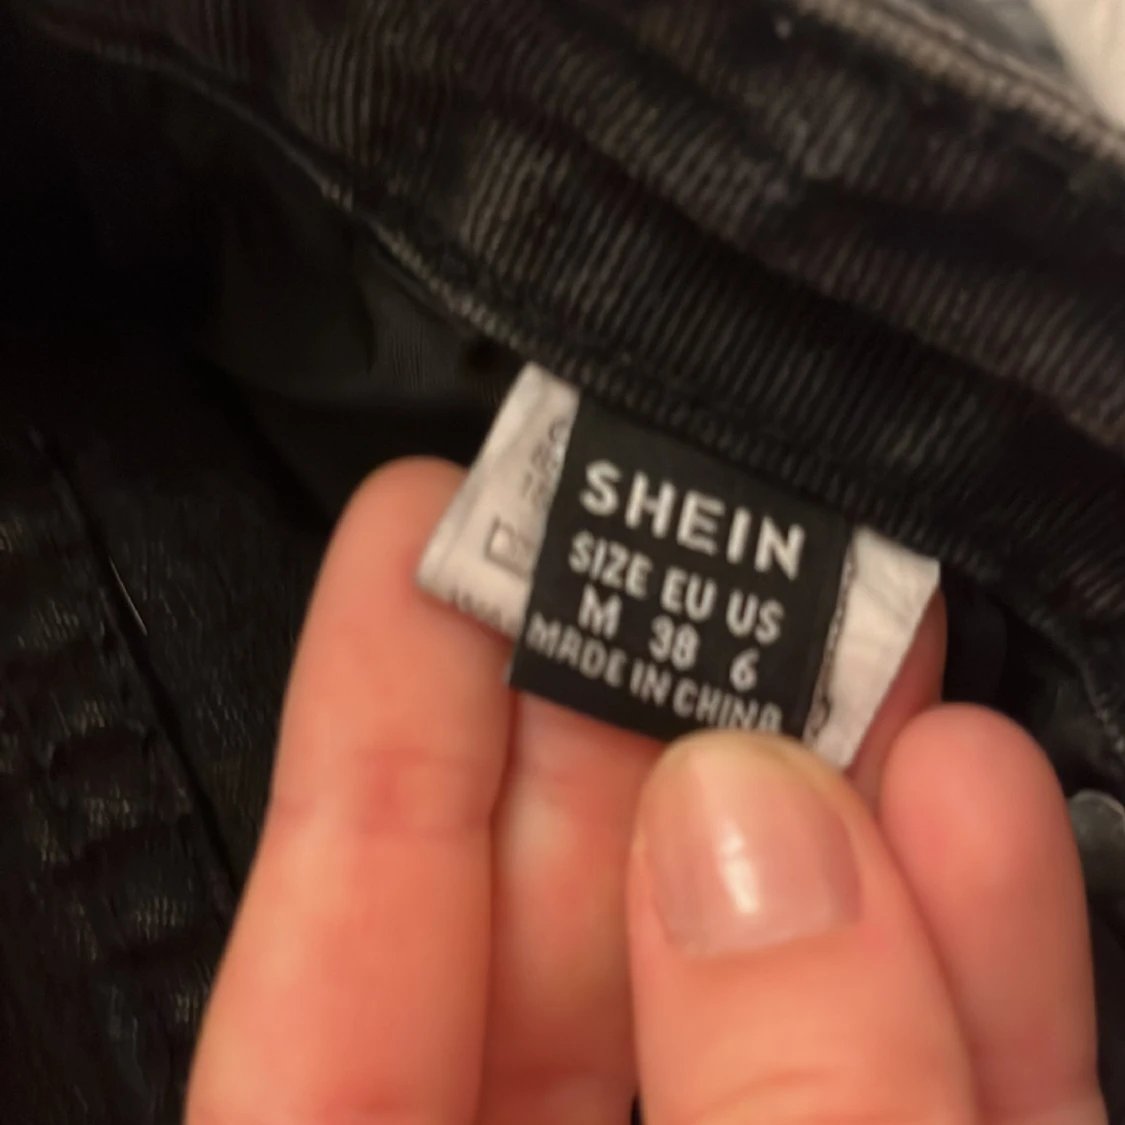 SHEIN
SIZE EU US
M 38 6
MADE IN CHINA